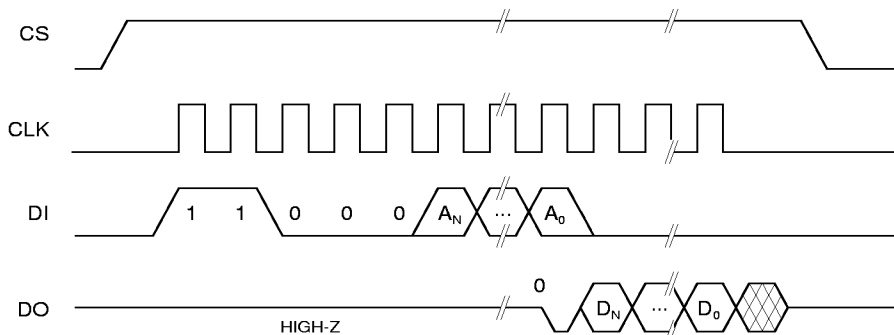 CS
CLK
DI 1 1 0 0 0 A_N ... A_0
0
DO D_N ... D_0
HIGH-Z